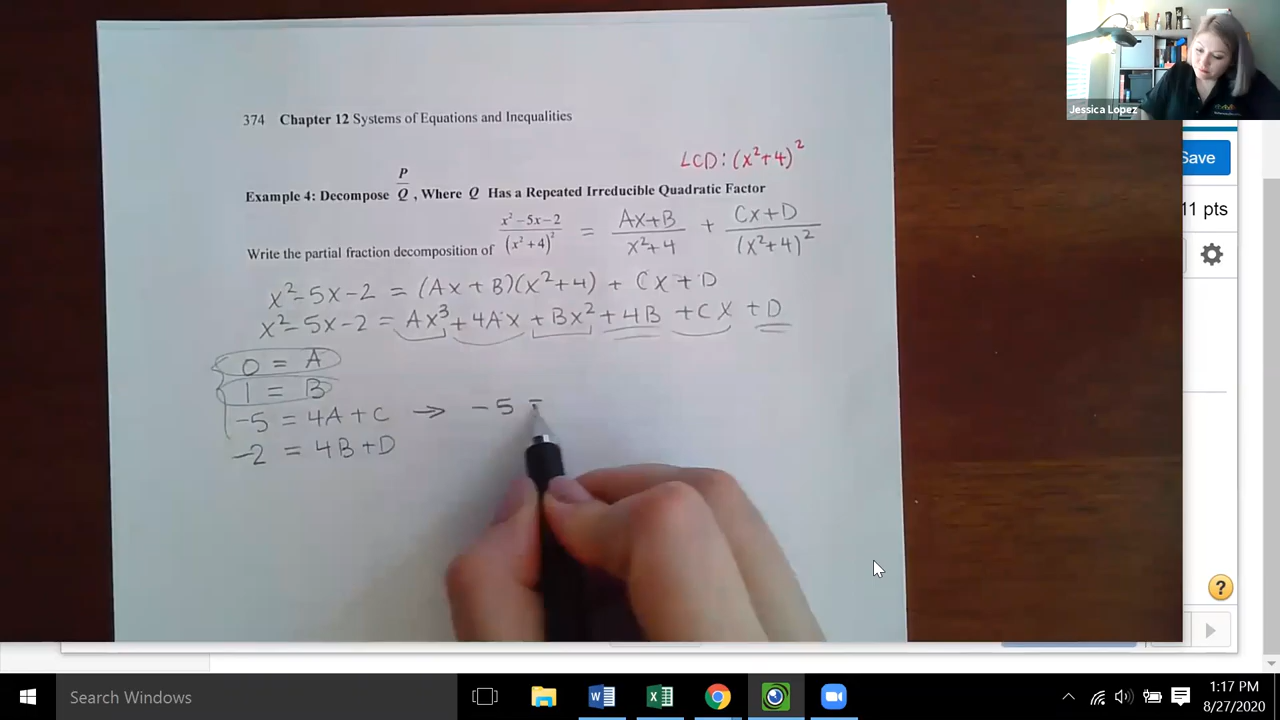 Jessica Lopez
374 Chapter 12 Systems of Equations and Inequalities
LCD: (x²+4)²
Example 4: Decompose P/Q, Where Q Has a Repeated Irreducible Quadratic Factor
Write the partial fraction decomposition of (x²−5x−2)/(x²+4)² = (Ax+B)/(x²+4) + (Cx+D)/(x²+4)²
x²−5x−2 = (Ax+B)(x²+4) + Cx+D
x²−5x−2 = Ax³ + 4Ax + Bx² + 4B + Cx + D
0 = A
1 = B
−5 = 4A+C → −5 =
−2 = 4B+D
Save
11 pts
?
Search Windows
1:17 PM
8/27/2020